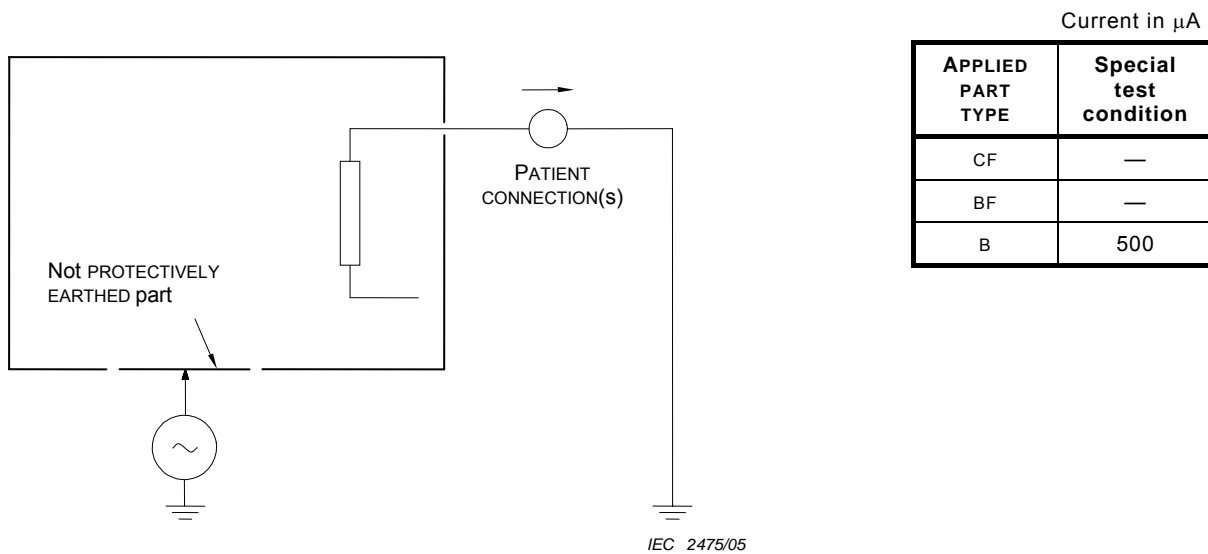 Current in μA
APPLIED
PART
TYPE
Special
test
condition
CF
—
BF
—
B
500
PATIENT
CONNECTION(s)
Not PROTECTIVELY
EARTHED part
IEC 2475/05